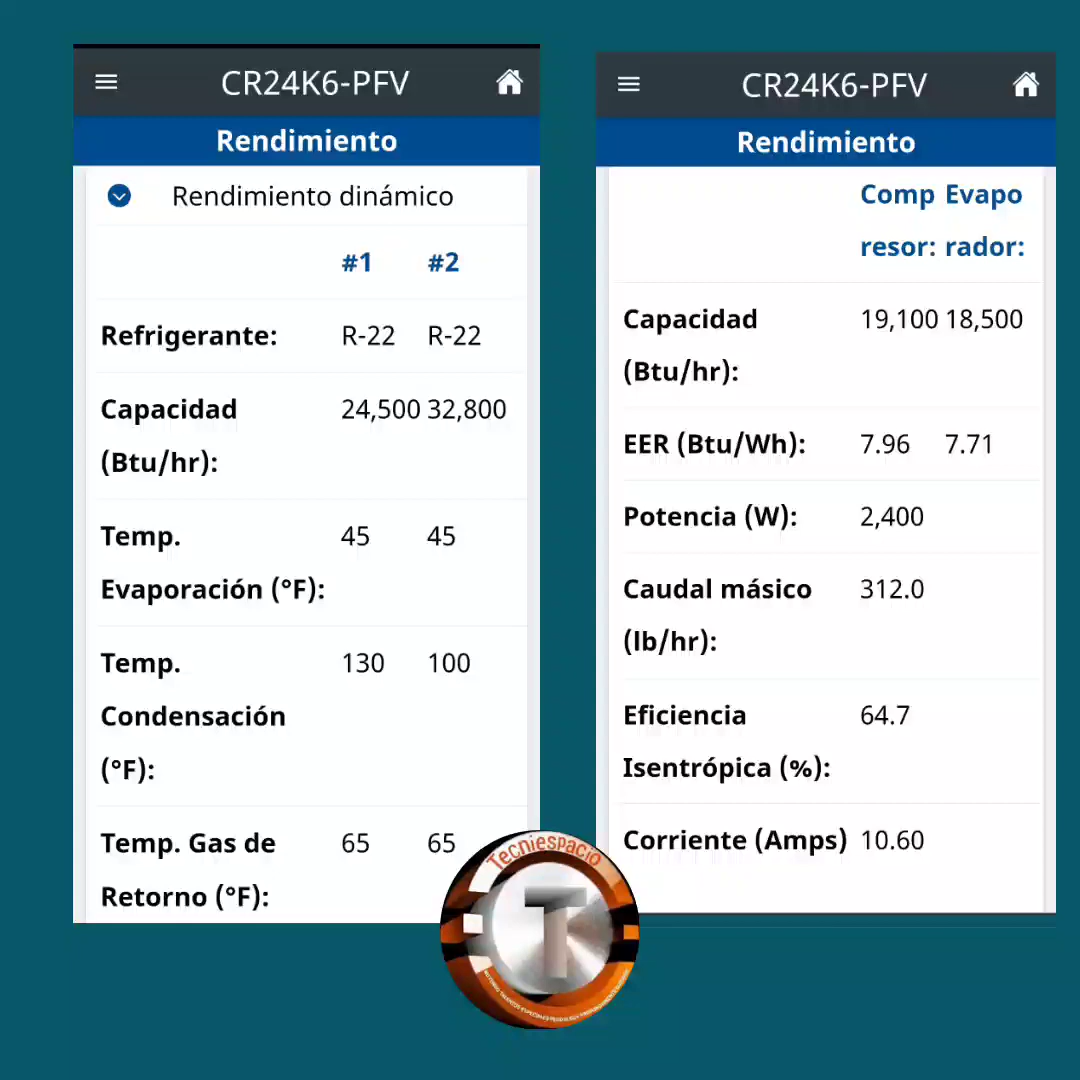 CR24K6-PFV
Rendimiento
Rendimiento dinámico
#1 #2
Refrigerante: R-22 R-22
Capacidad 24,500 32,800
(Btu/hr):
Temp. 45 45
Evaporación (°F):
Temp. 130 100
Condensación
(°F):
Temp. Gas de 65 65
Retorno (°F):
CR24K6-PFV
Rendimiento
Comp Evapo
resor: rador:
Capacidad 19,100 18,500
(Btu/hr):
EER (Btu/Wh): 7.96 7.71
Potencia (W): 2,400
Caudal másico 312.0
(lb/hr):
Eficiencia 64.7
Isentrópica (%):
Corriente (Amps) 10.60
Tecniespacio
T